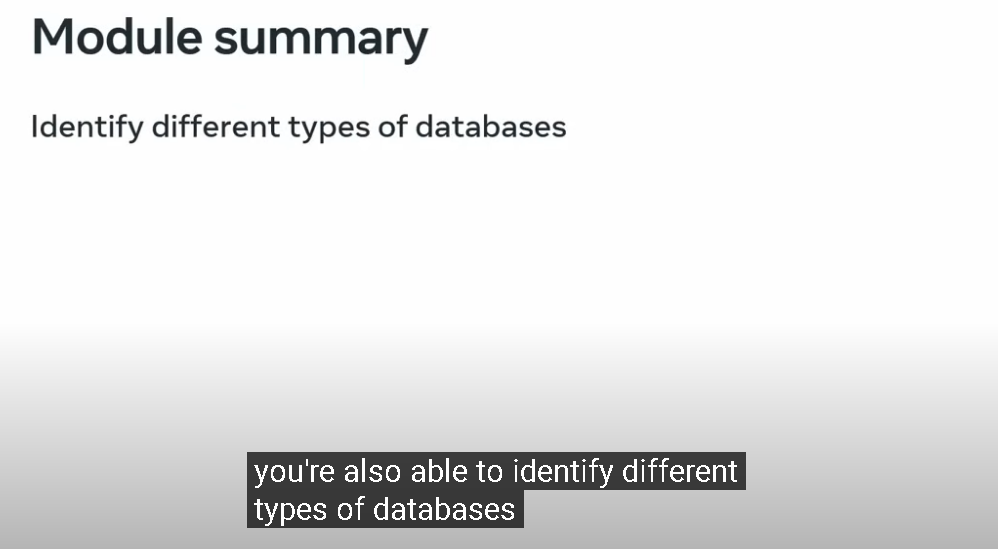 Module summary
Identify different types of databases
you're also able to identify different
types of databases